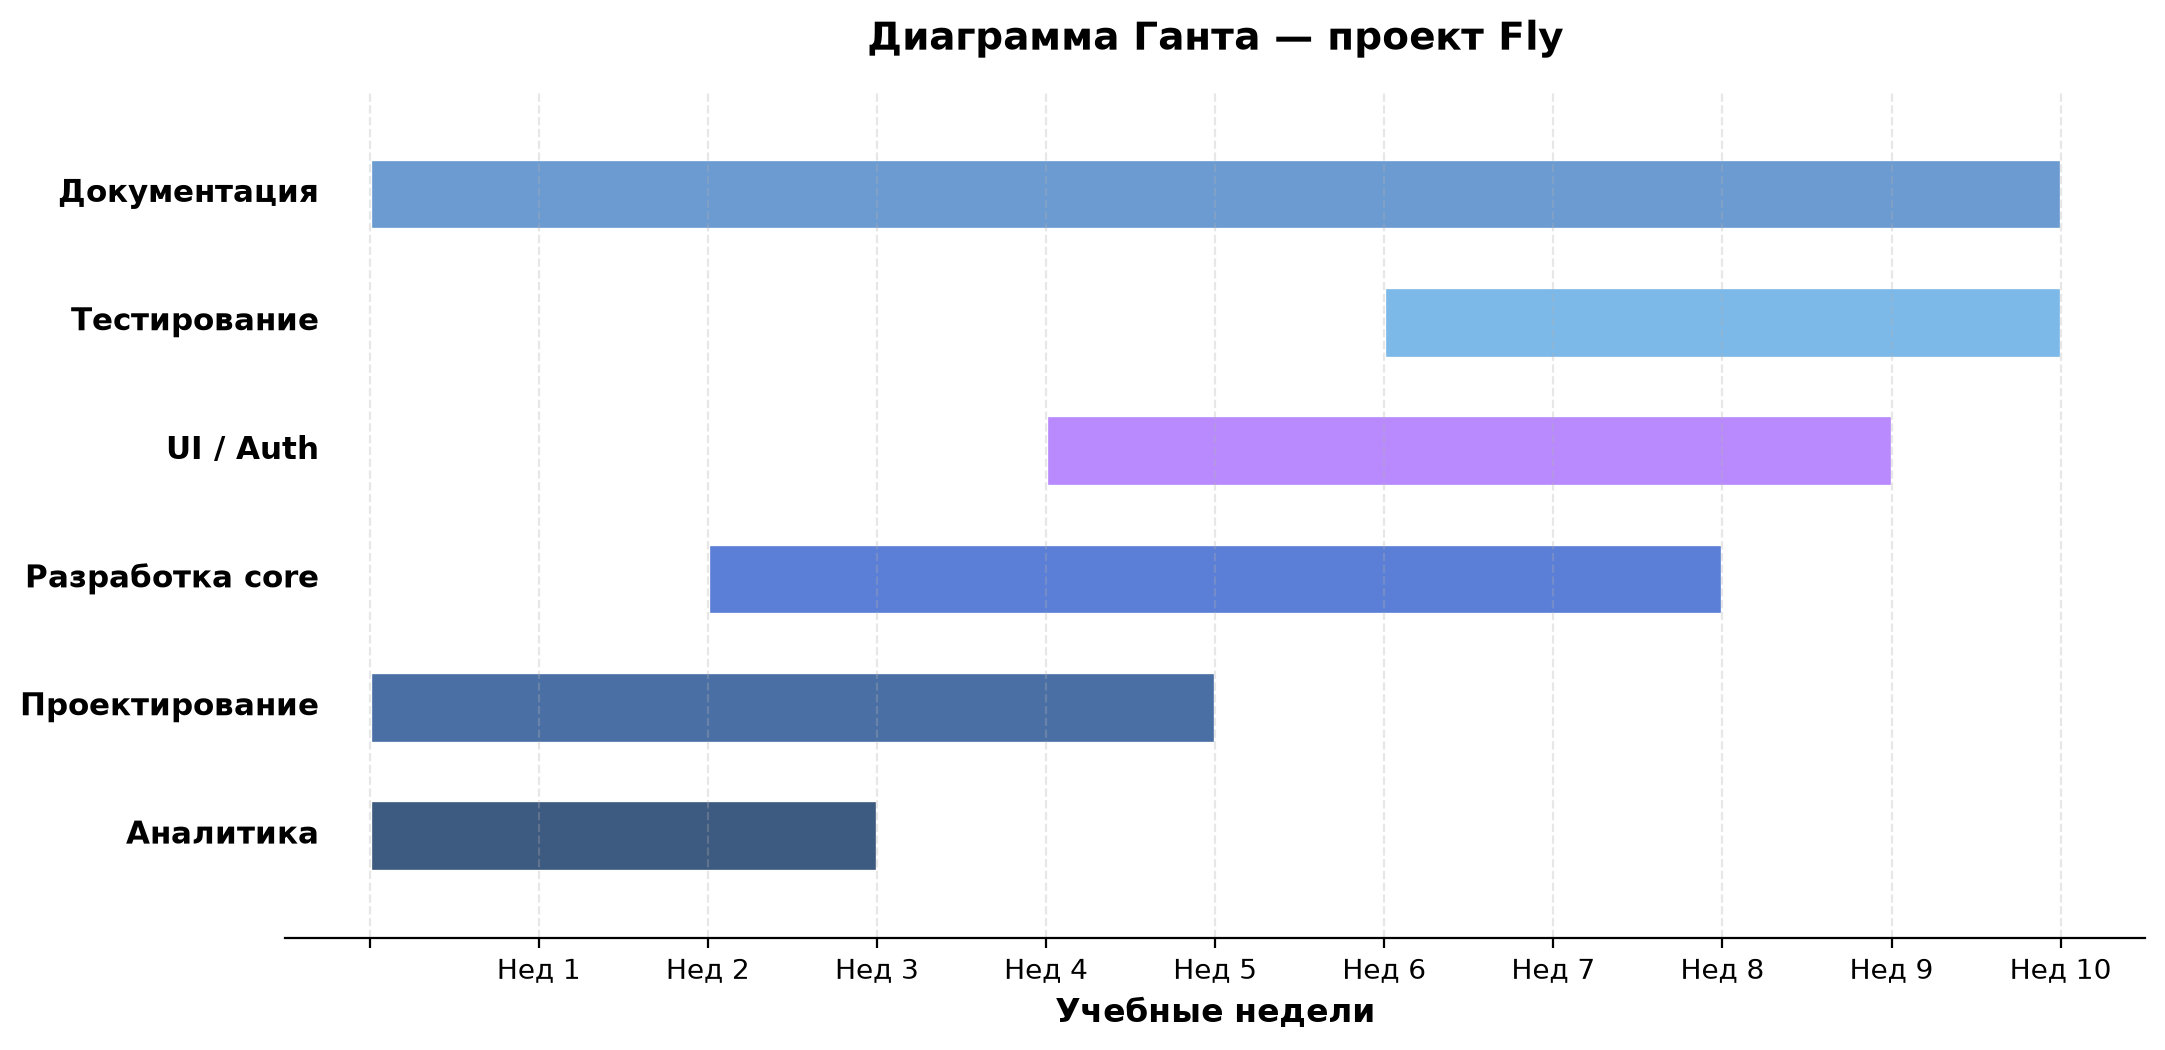 Диаграмма Ганта — проект Fly
Документация
Тестирование
UI / Auth
Разработка core
Проектирование
Аналитика
Нед 1 Нед 2 Нед 3 Нед 4 Нед 5 Нед 6 Нед 7 Нед 8 Нед 9 Нед 10
Учебные недели